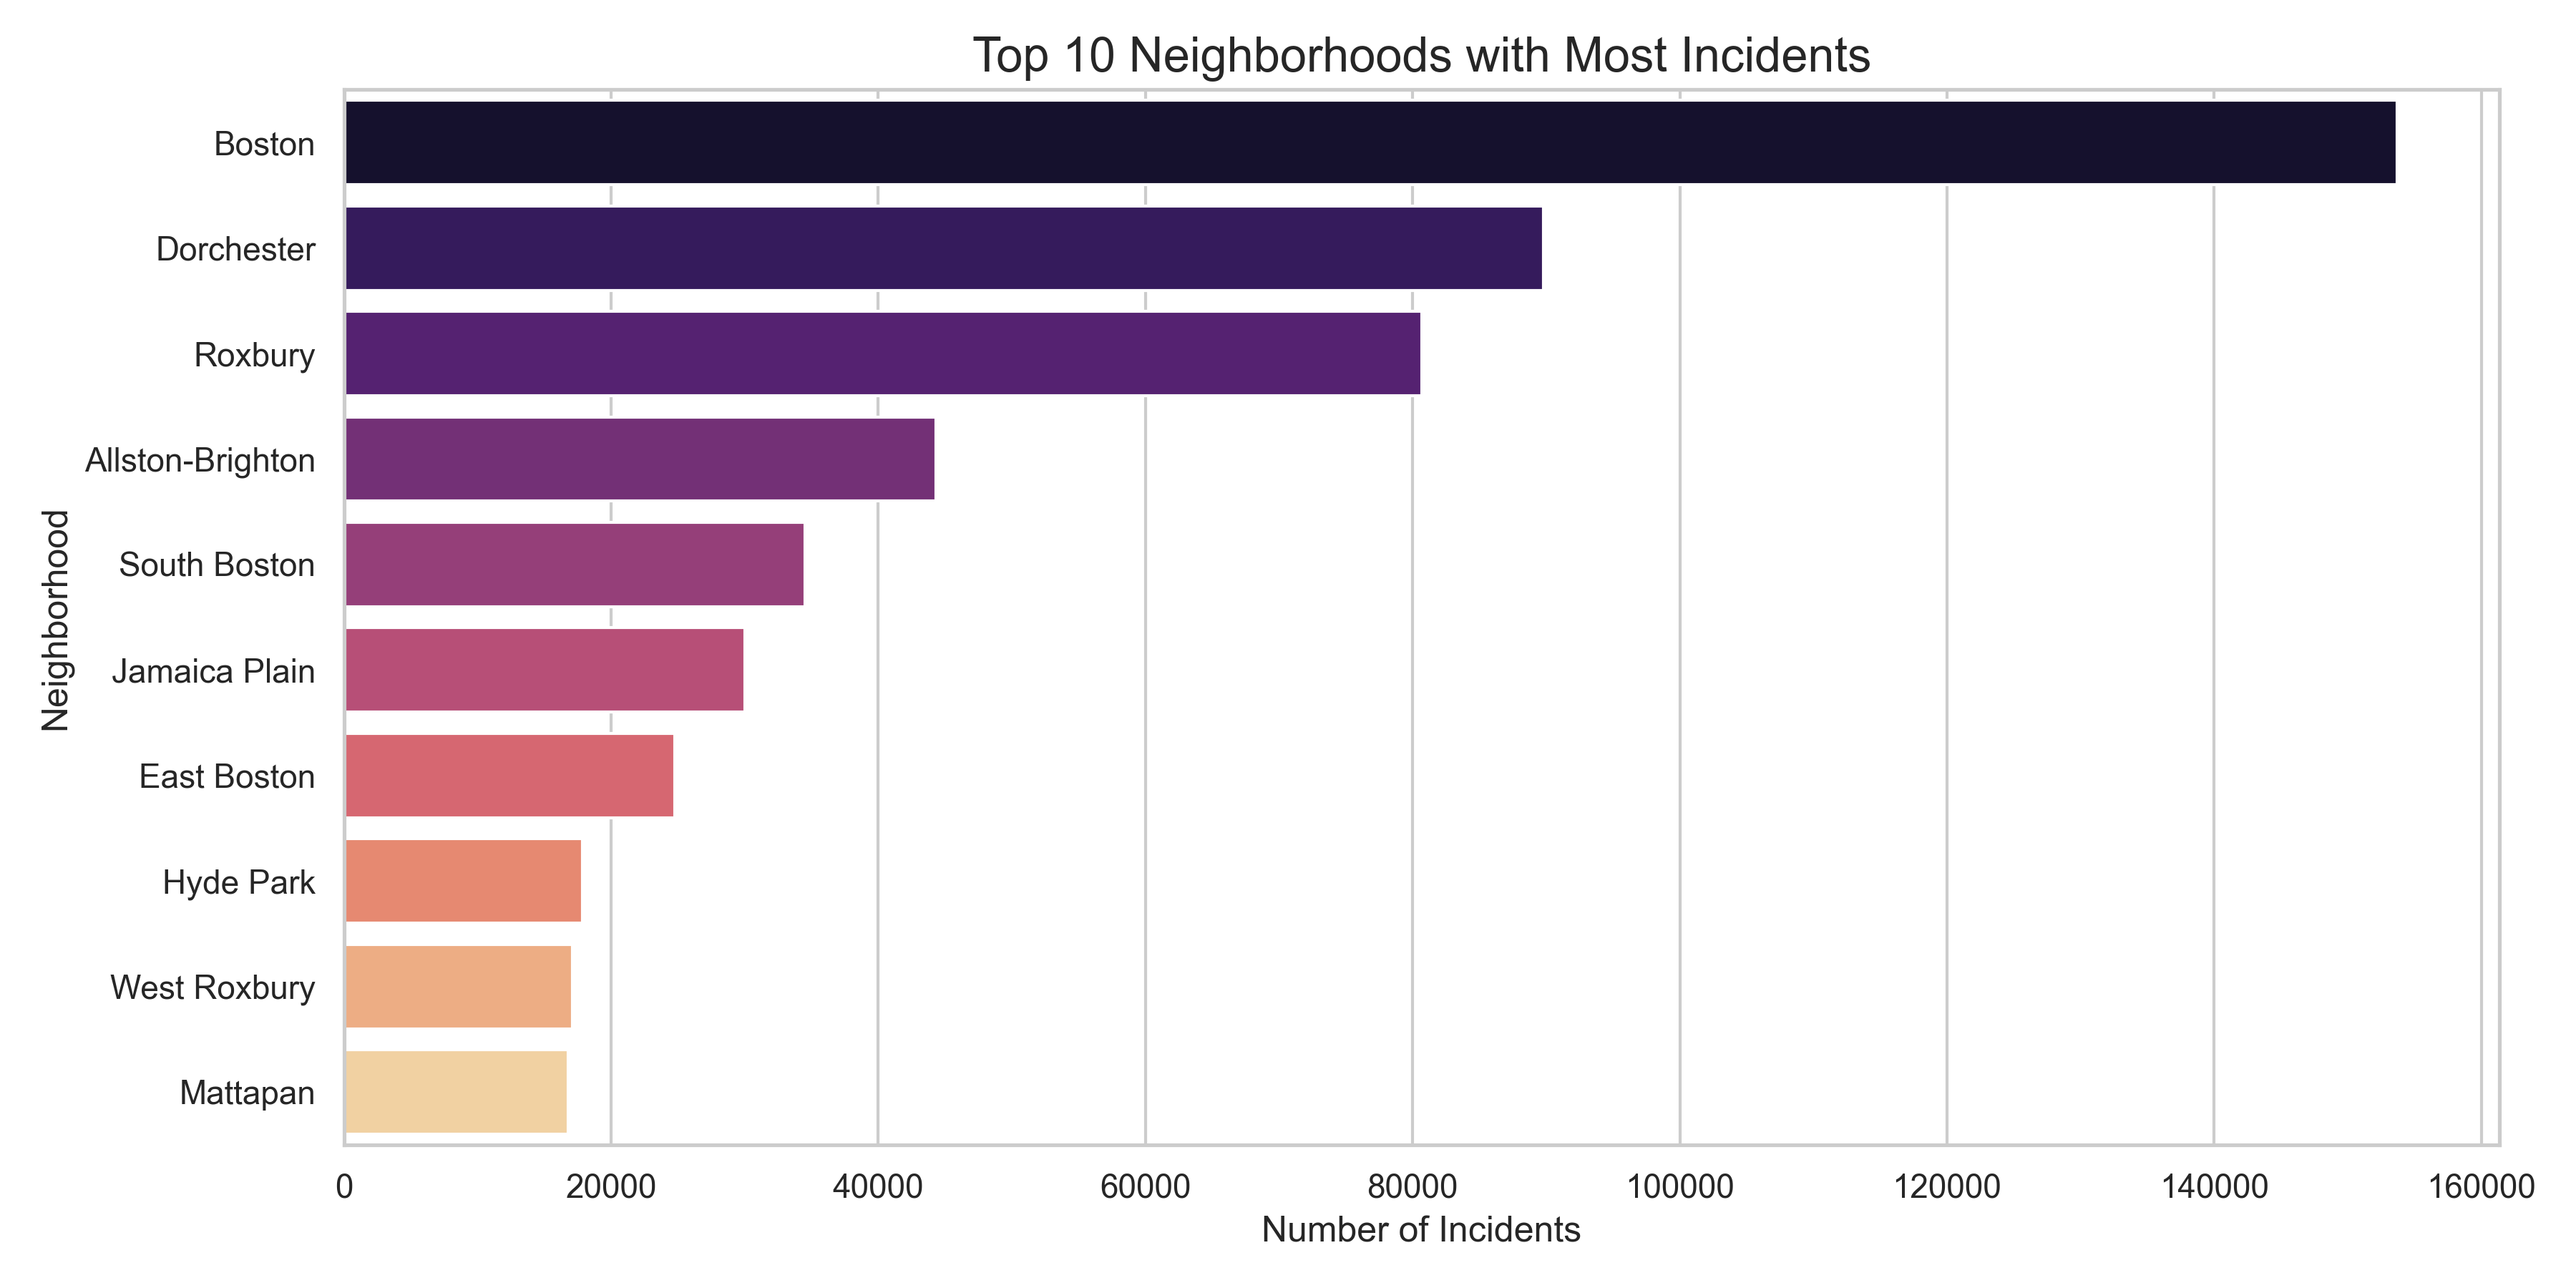 Top 10 Neighborhoods with Most Incidents
Neighborhood
Boston
Dorchester
Roxbury
Allston-Brighton
South Boston
Jamaica Plain
East Boston
Hyde Park
West Roxbury
Mattapan
0 20000 40000 60000 80000 100000 120000 140000 160000
Number of Incidents